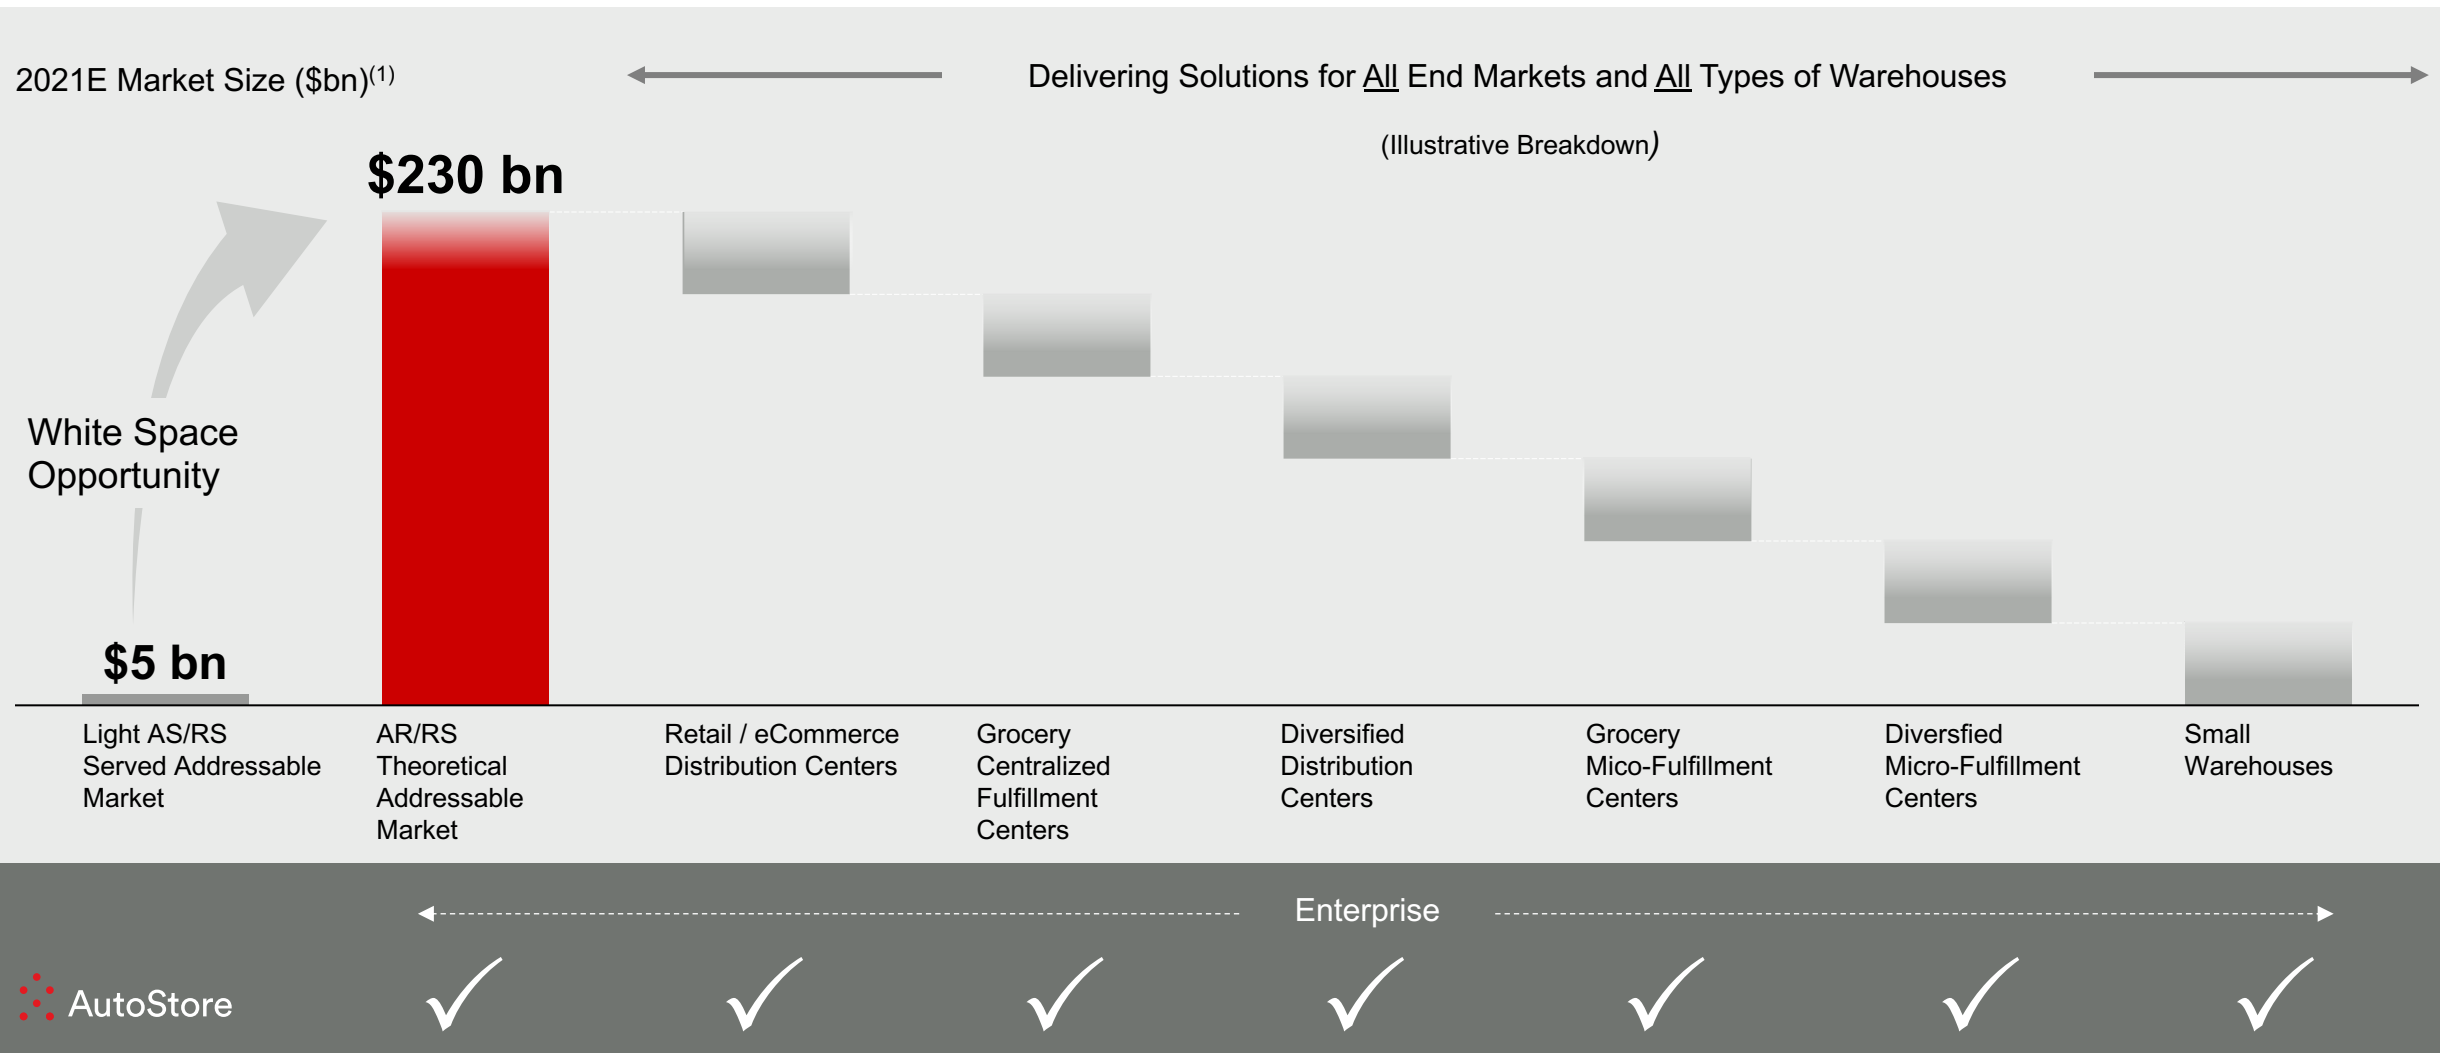 2021E Market Size ($bn)(1)
Delivering Solutions for All End Markets and All Types of Warehouses
(Illustrative Breakdown)
$230 bn
White Space
Opportunity
$5 bn
Light AS/RS
Served Addressable
Market
AR/RS
Theoretical
Addressable
Market
Retail / eCommerce
Distribution Centers
Grocery
Centralized
Fulfillment
Centers
Diversified
Distribution
Centers
Grocery
Mico-Fulfillment
Centers
Diversfied
Micro-Fulfillment
Centers
Small
Warehouses
Enterprise
AutoStore